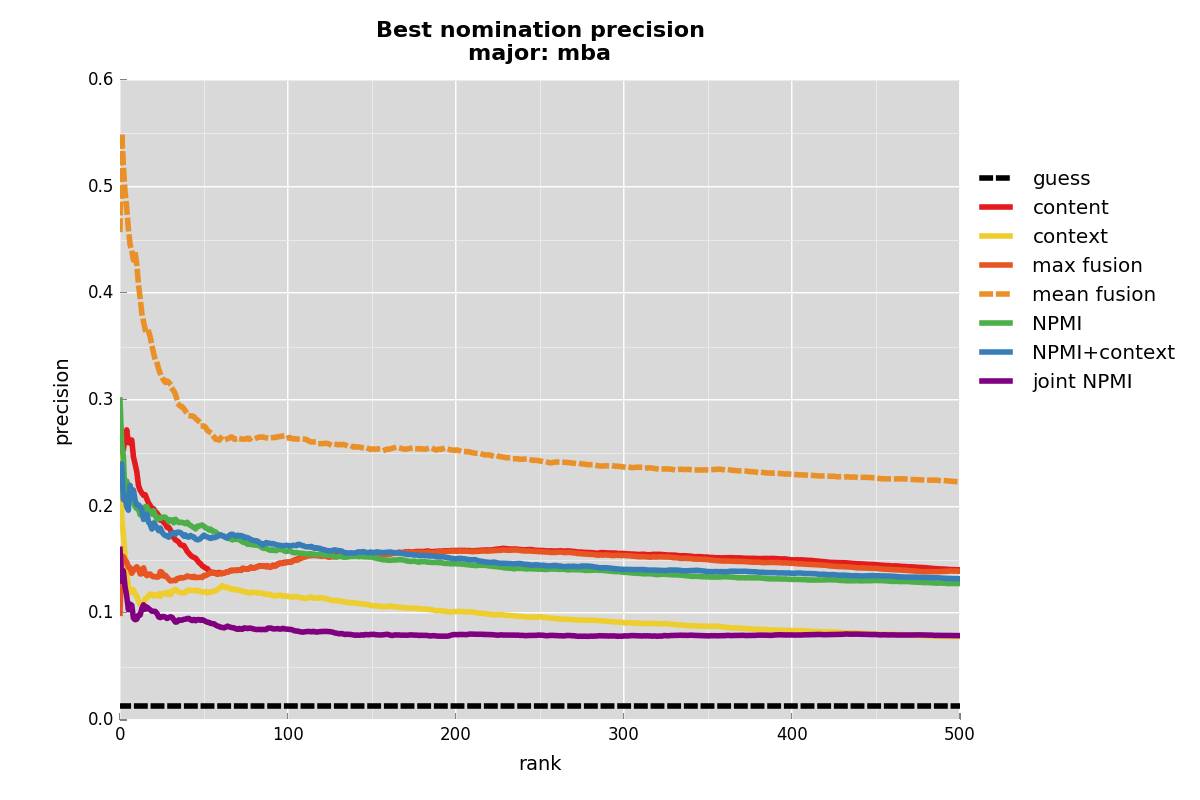 Best nomination precision
major: mba
0.6
0.5
0.4
0.3
0.2
0.1
0.0
precision
0
100
200
300
400
500
rank
guess
content
context
max fusion
mean fusion
NPMI
NPMI+context
joint NPMI